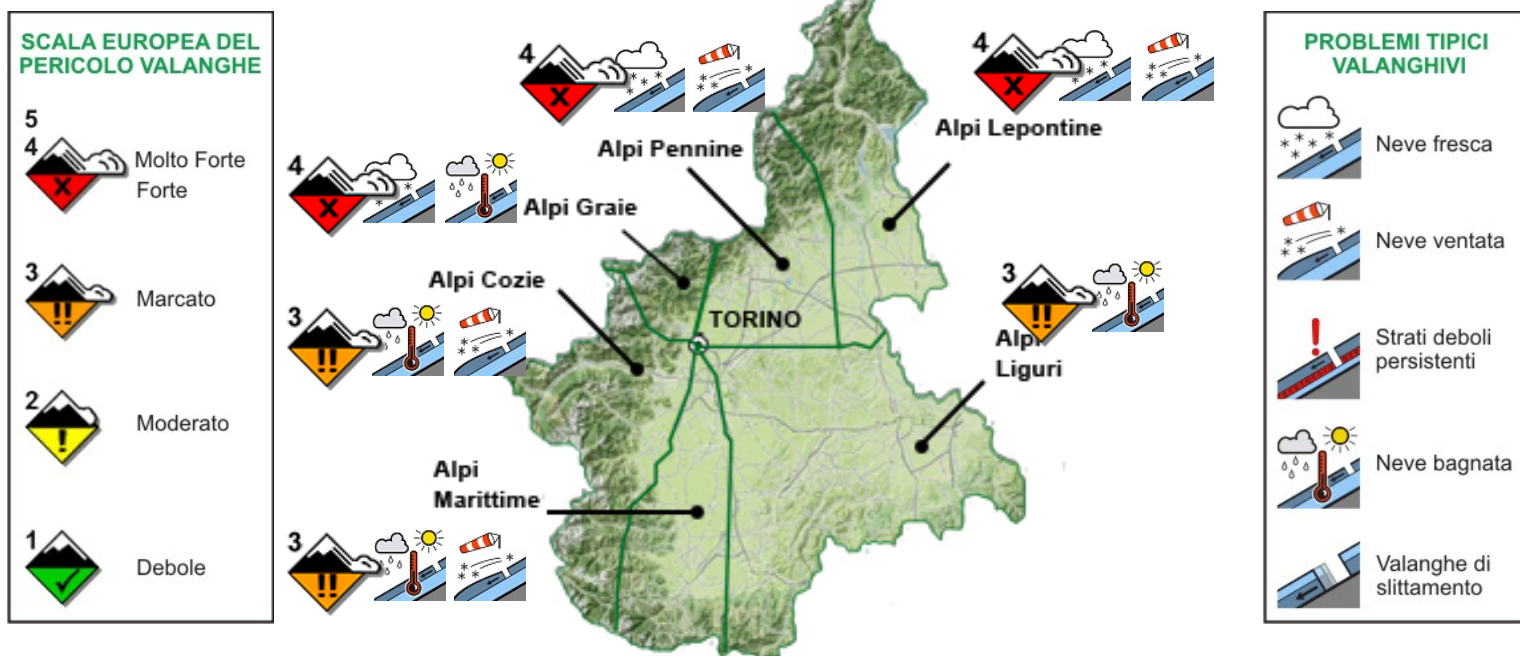 SCALA EUROPEA DEL
PERICOLO VALANGHE
5
4
Molto Forte
Forte
3
Marcato
2
Moderato
1
Debole
4
4
Alpi Lepontine
Alpi Pennine
4
Alpi Graie
Alpi Cozie
3
TORINO
3
Alpi
Liguri
Alpi
Marittime
3
PROBLEMI TIPICI
VALANGHIVI
Neve fresca
Neve ventata
Strati deboli
persistenti
Neve bagnata
Valanghe di
slittamento